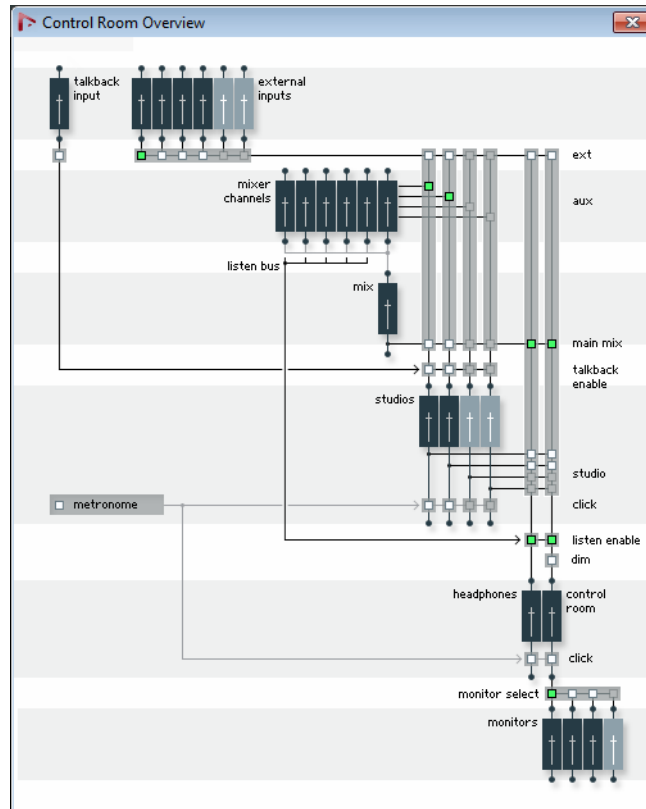 Control Room Overview
talkback
input
external
inputs
ext
mixer
channels
aux
listen bus
mix
main mix
talkback
enable
studios
studio
metronome
click
listen enable
dim
headphones
control
room
click
monitor select
monitors